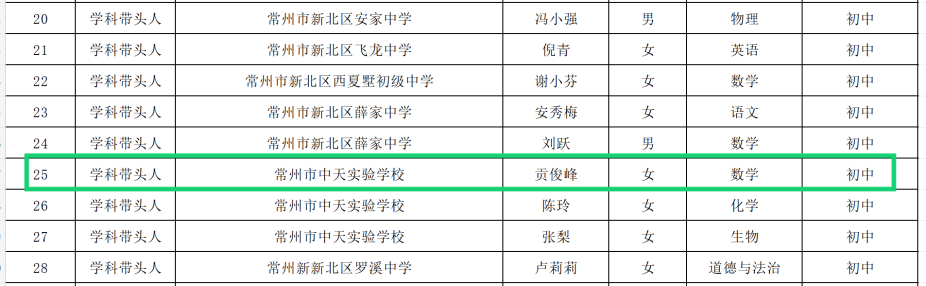 20 学科带头人 常州市新北区安家中学 冯小强 男 物理 初中
21 学科带头人 常州市新北区飞龙中学 倪青 女 英语 初中
22 学科带头人 常州市新北区西夏墅初级中学 谢小芬 女 数学 初中
23 学科带头人 常州市新北区薛家中学 安秀梅 女 语文 初中
24 学科带头人 常州市新北区薛家中学 刘跃 男 数学 初中
25 学科带头人 常州市中天实验学校 贡俊峰 女 数学 初中
26 学科带头人 常州市中天实验学校 陈玲 女 化学 初中
27 学科带头人 常州市中天实验学校 张梨 女 生物 初中
28 学科带头人 常州新新北区罗溪中学 卢莉莉 女 道德与法治 初中